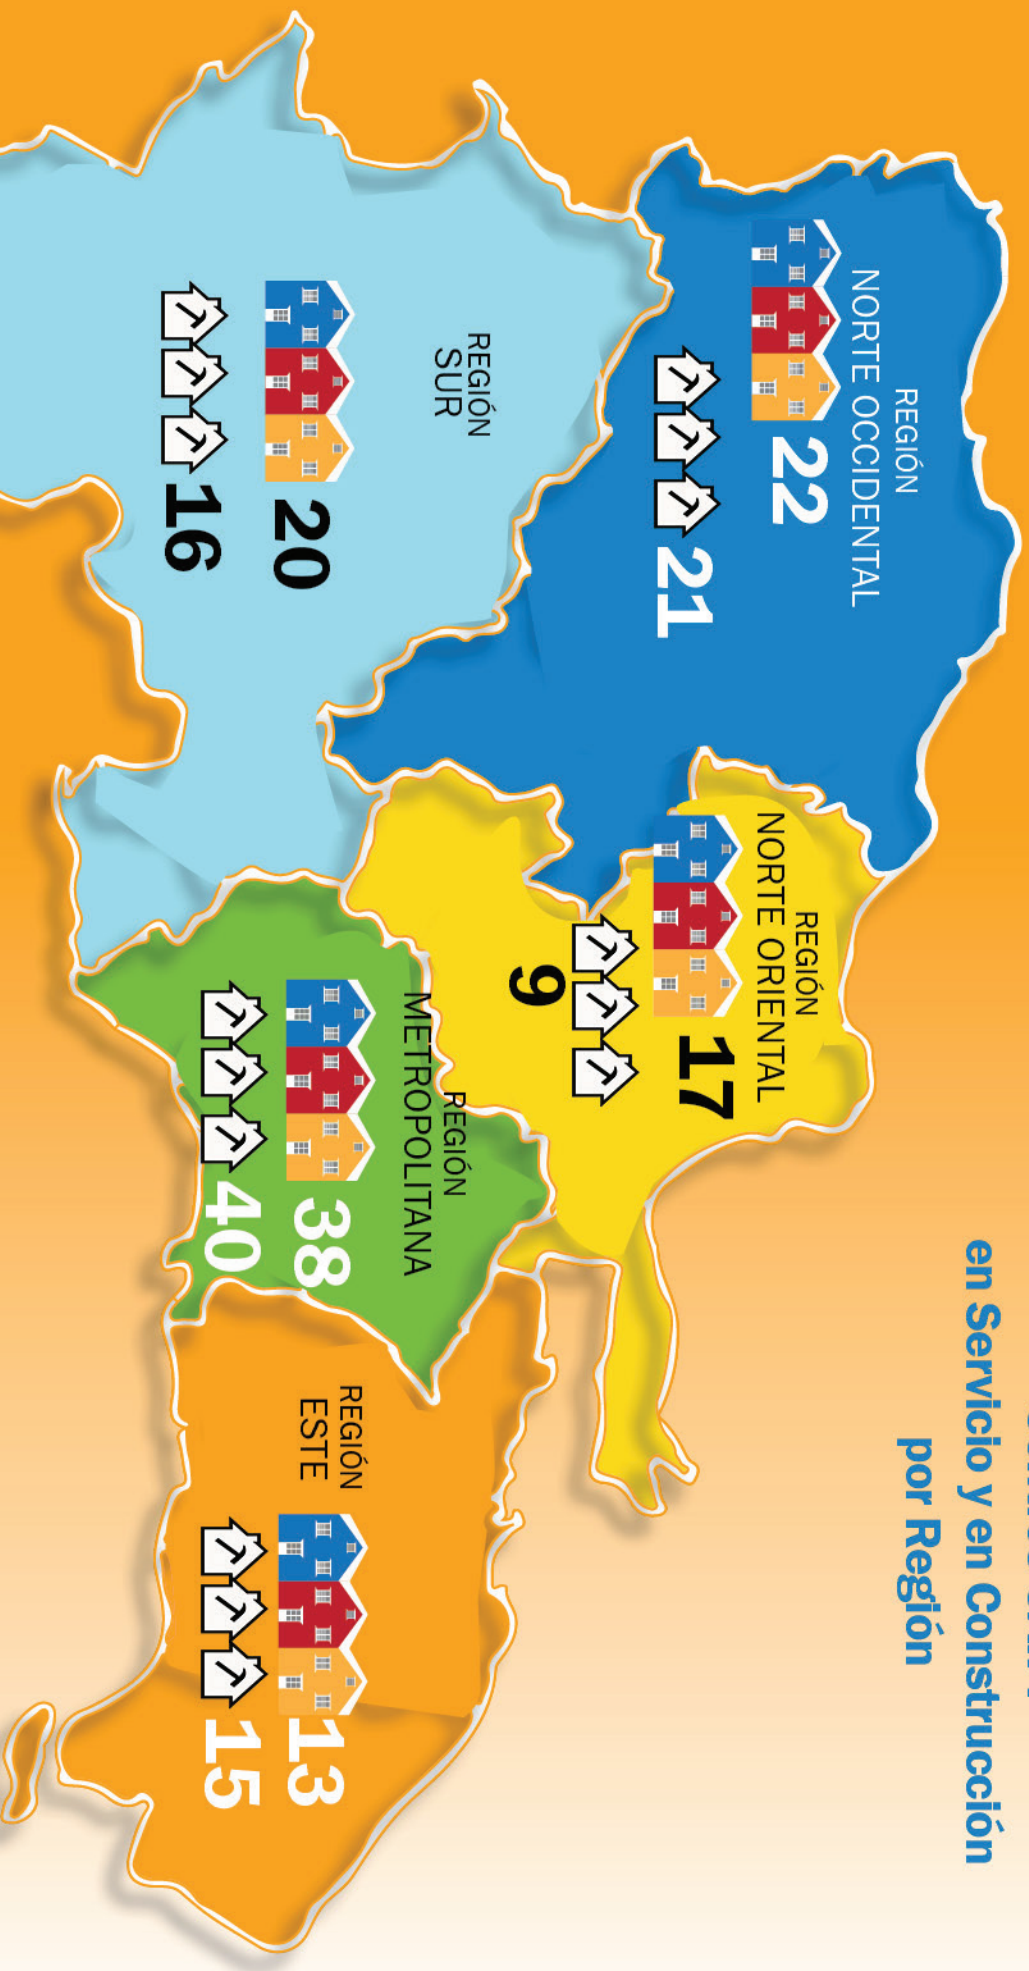 en Servicio y en Construcción
por Región
REGIÓN
NORTE OCCIDENTAL
22
21
REGIÓN
NORTE ORIENTAL
17
9
REGIÓN
SUR
20
16
REGIÓN
METROPOLITANA
38
40
REGIÓN
ESTE
13
15